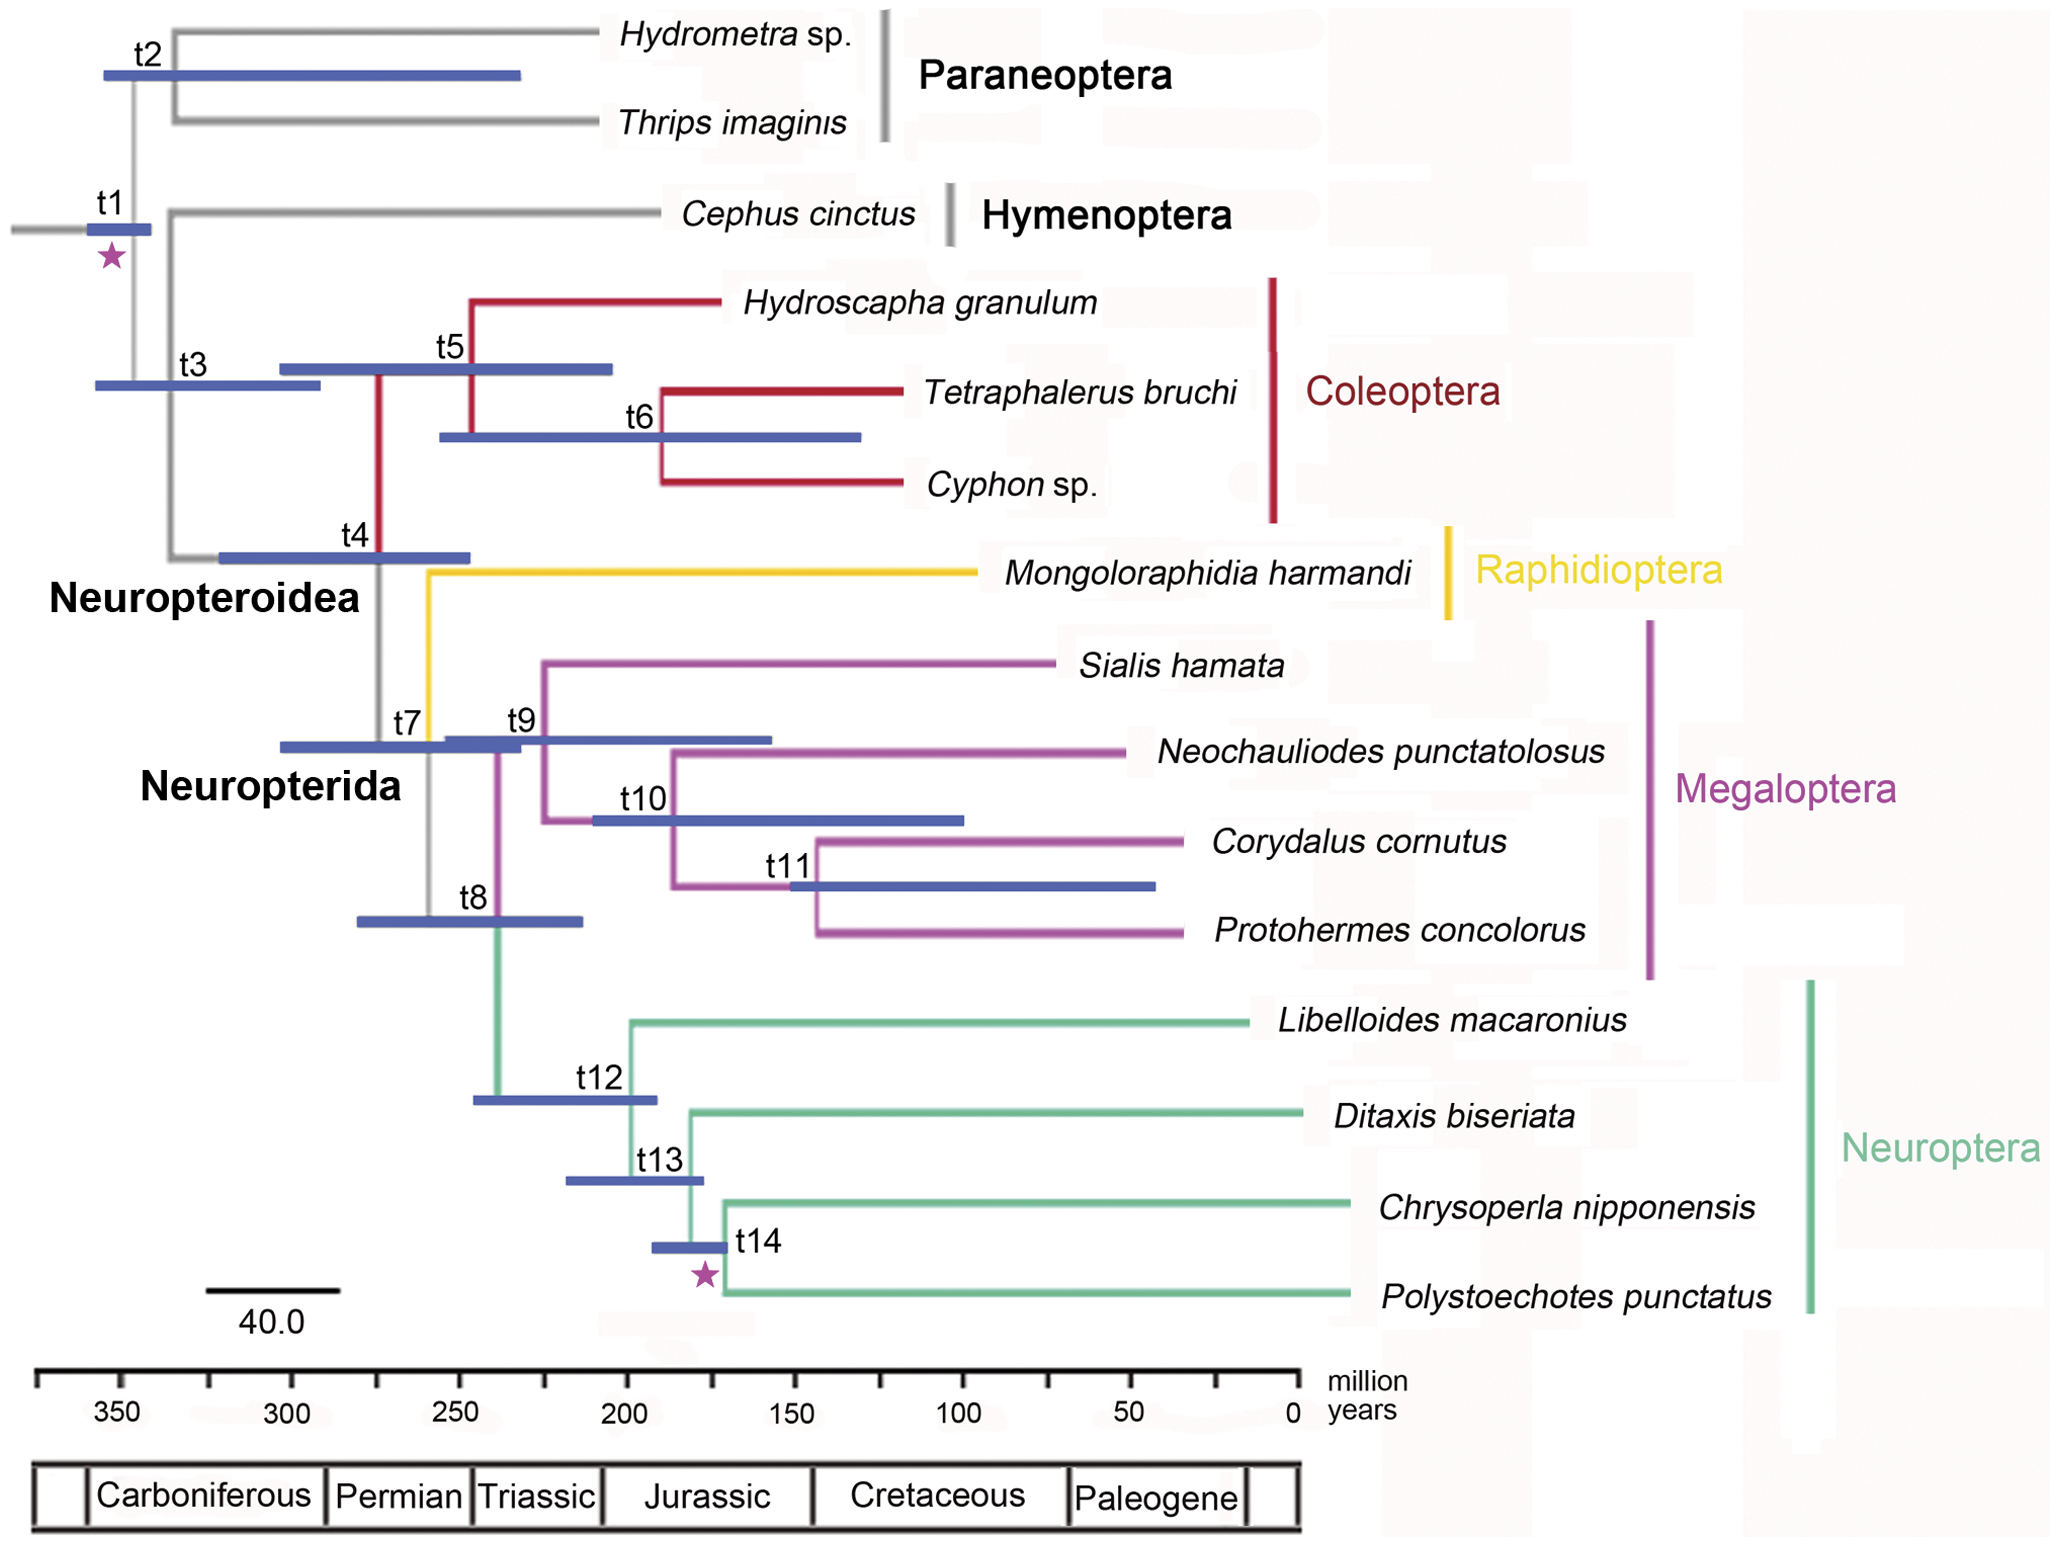 t2
Hydrometra sp.
Paraneoptera
Thrips imaginıs
t1
Cephus cinctus
Hymenoptera
t3
Hydroscapha granulum
t5
Tetraphalerus bruchi
Coleoptera
t6
Cyphon sp.
t4
Neuropteroidea
Mongoloraphidia harmandi
Raphidioptera
Sialis hamata
t7
t9
Neochauliodes punctatolosus
Neuropterida
Megaloptera
t10
Corydalus cornutus
t11
t8
Protohermes concolorus
Libelloides macaronius
t12
Ditaxis biseriata
Neuroptera
t13
Chrysoperla nipponensis
t14
Polystoechotes punctatus
40.0
million
years
350 300 250 200 150 100 50 0
Carboniferous Permian Triassic Jurassic Cretaceous Paleogene